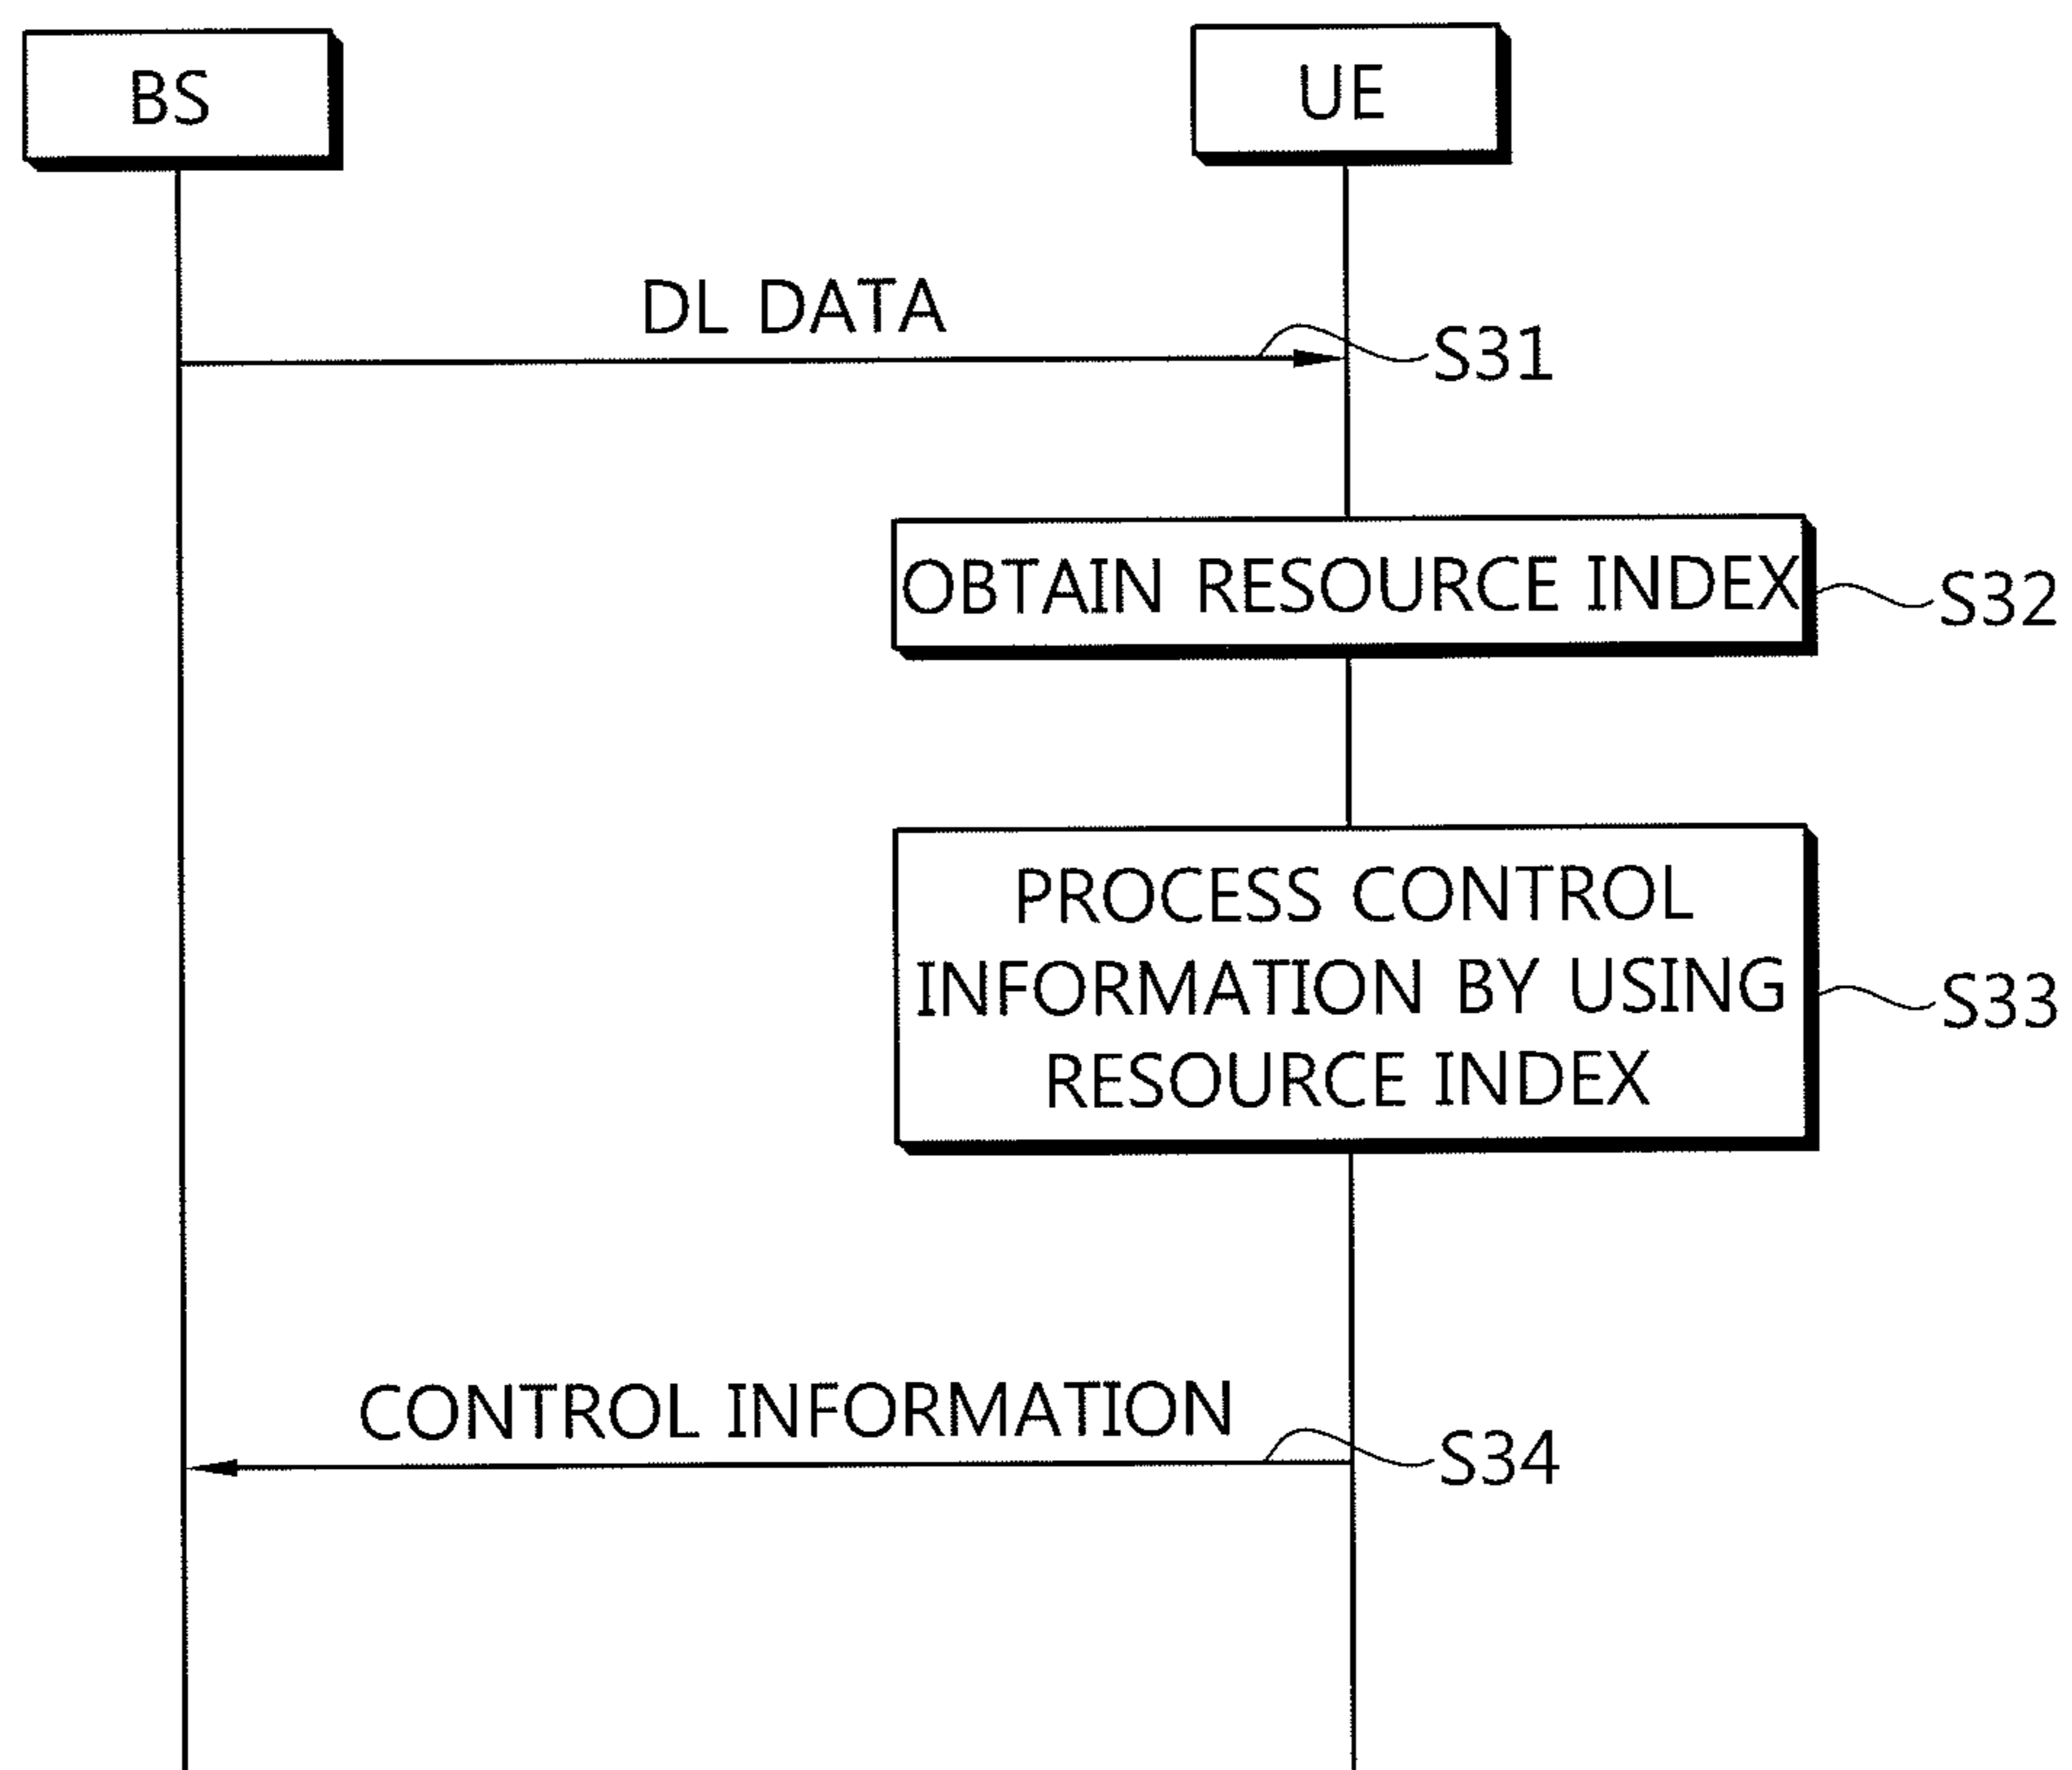 BS
UE
DL DATA
S31
OBTAIN RESOURCE INDEX
S32
PROCESS CONTROL
INFORMATION BY USING
RESOURCE INDEX
S33
CONTROL INFORMATION
S34